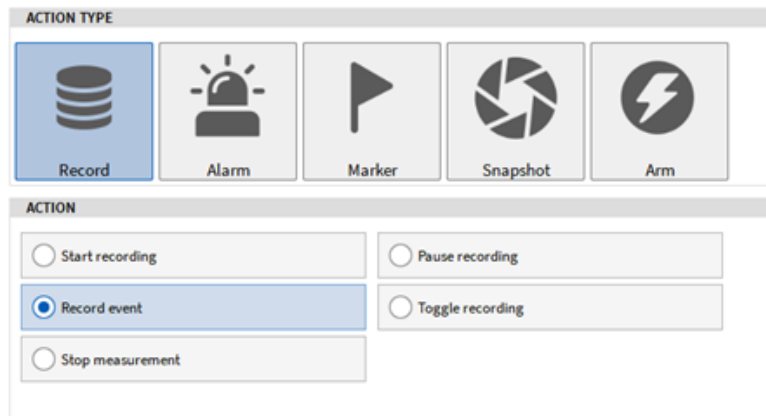 ACTION TYPE
Record Alarm Marker Snapshot Arm
ACTION
Start recording Pause recording
Record event Toggle recording
Stop measurement